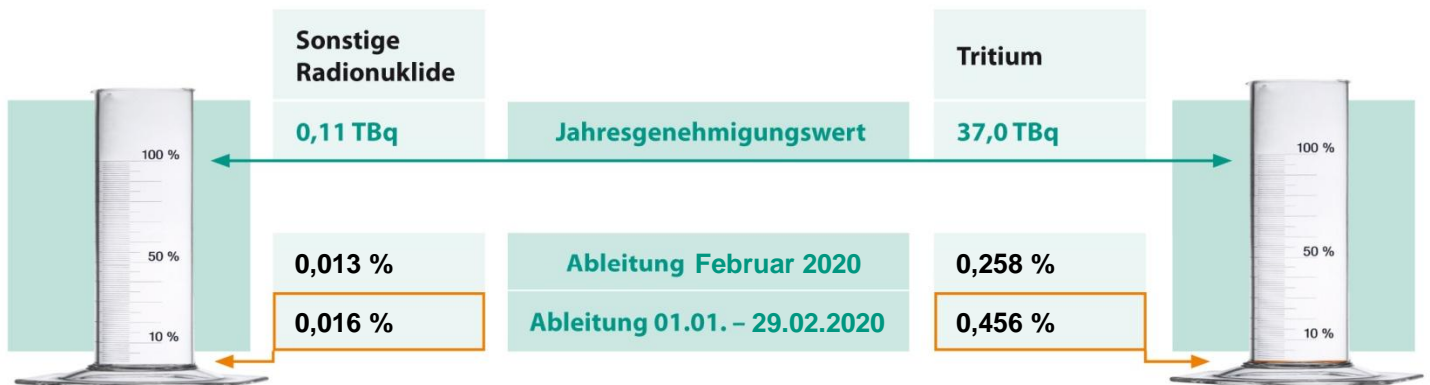 Sonstige
Radionuklide
Tritium
0,11 TBq
Jahresgenehmigungswert
37,0 TBq
100 %
100 %
50 %
0,013 %
Ableitung Februar 2020
0,258 %
50 %
10 %
0,016 %
Ableitung 01.01. – 29.02.2020
0,456 %
10 %